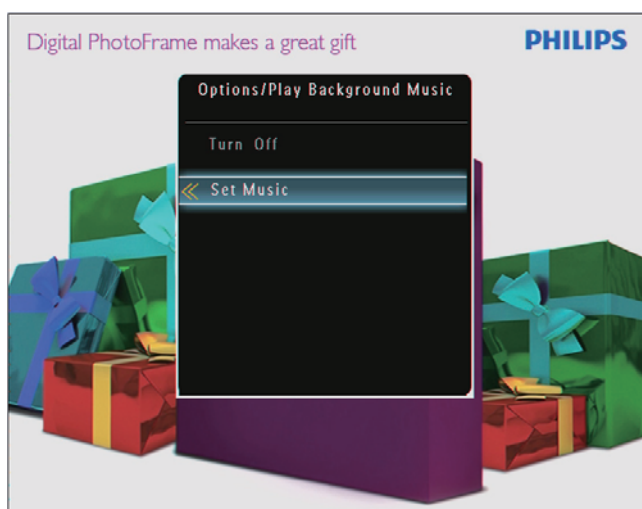 Digital PhotoFrame makes a great gift
PHILIPS
Options/Play Background Music
Turn Off
Set Music